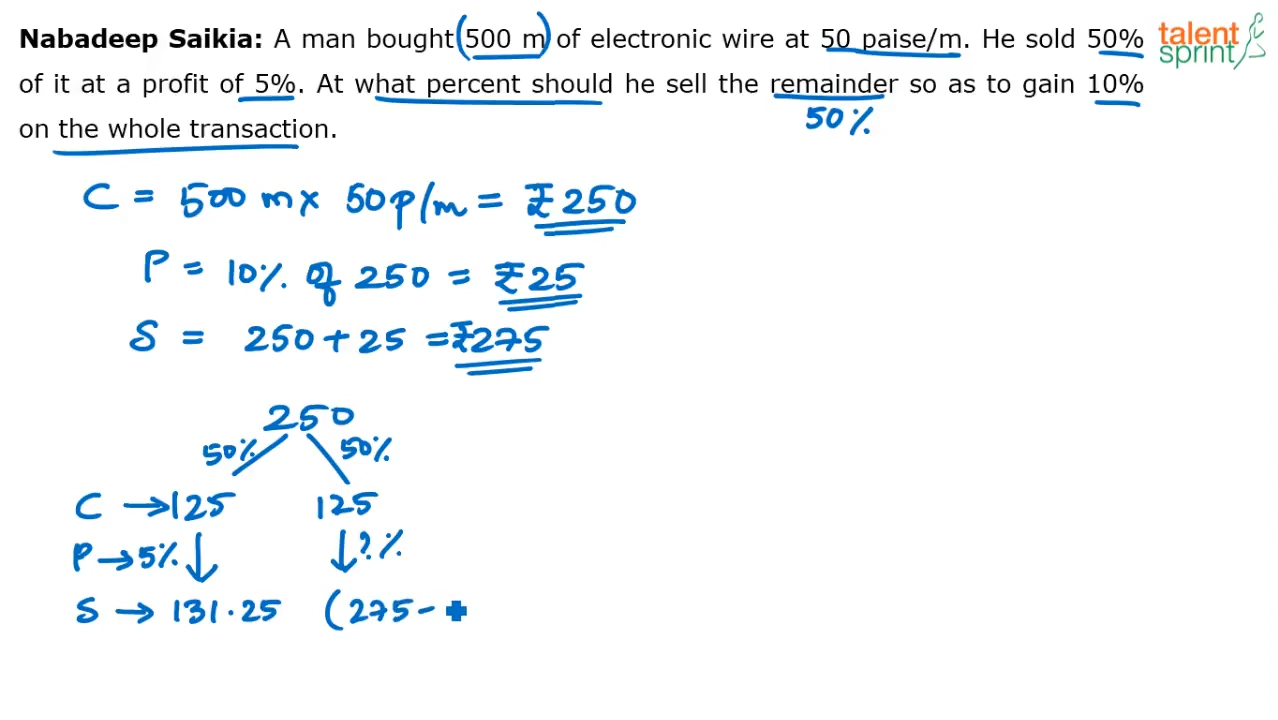 Nabadeep Saikia: A man bought (500 m) of electronic wire at 50 paise/m. He sold 50%
of it at a profit of 5%. At what percent should he sell the remainder so as to gain 10%
on the whole transaction.
talent
sprint
50%
C = 500 m x 50p/m = ₹250
P = 10% of 250 = ₹25
S = 250 + 25 = ₹275
250
50% 50%
C → 125 125
P → 5% ?%
S → 131.25 (275 -